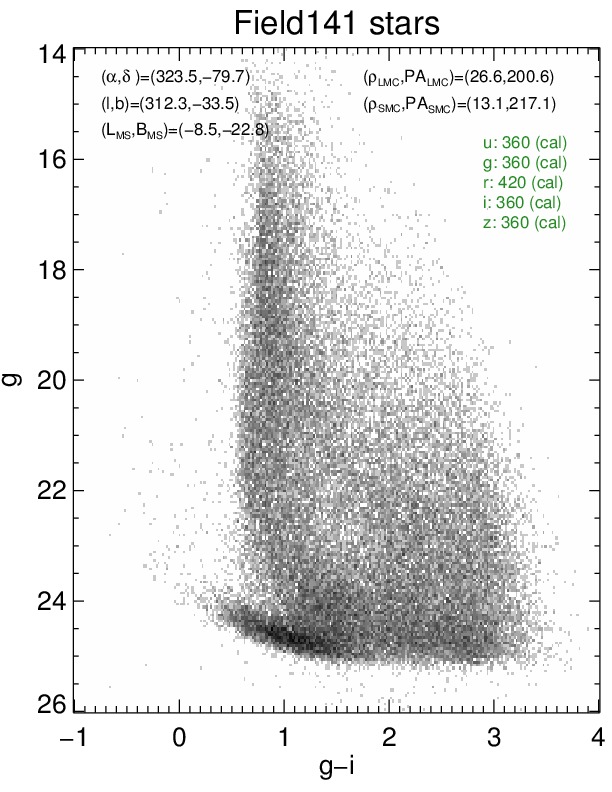 Field141 stars
14
(α,δ )=(323.5,−79.7)
(ρLMC,PALMC)=(26.6,200.6)
(l,b)=(312.3,−33.5)
(ρSMC,PASMC)=(13.1,217.1)
(LMS,BMS)=(−8.5,−22.8)
u: 360 (cal)
16
g: 360 (cal)
r: 420 (cal)
i: 360 (cal)
z: 360 (cal)
18
g
20
22
24
26
−1 0 1 2 3 4
g−i